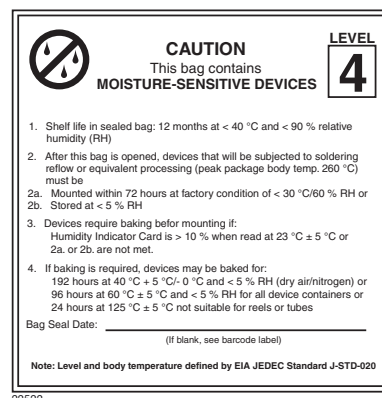 LEVEL
CAUTION
This bag contains
MOISTURE-SENSITIVE DEVICES
4
1. Shelf life in sealed bag: 12 months at < 40 °C and < 90 % relative
humidity (RH)
2. After this bag is opened, devices that will be subjected to soldering
reflow or equivalent processing (peak package body temp. 260 °C)
must be
2a. Mounted within 72 hours at factory condition of < 30 °C/60 % RH or
2b. Stored at < 5 % RH
3. Devices require baking befor mounting if:
Humidity Indicator Card is > 10 % when read at 23 °C ± 5 °C or
2a. or 2b. are not met.
4. If baking is required, devices may be baked for:
192 hours at 40 °C + 5 °C/- 0 °C and < 5 % RH (dry air/nitrogen) or
96 hours at 60 °C ± 5 °C and < 5 % RH for all device containers or
24 hours at 125 °C ± 5 °C not suitable for reels or tubes
Bag Seal Date:
(If blank, see barcode label)
Note: Level and body temperature defined by EIA JEDEC Standard J-STD-020